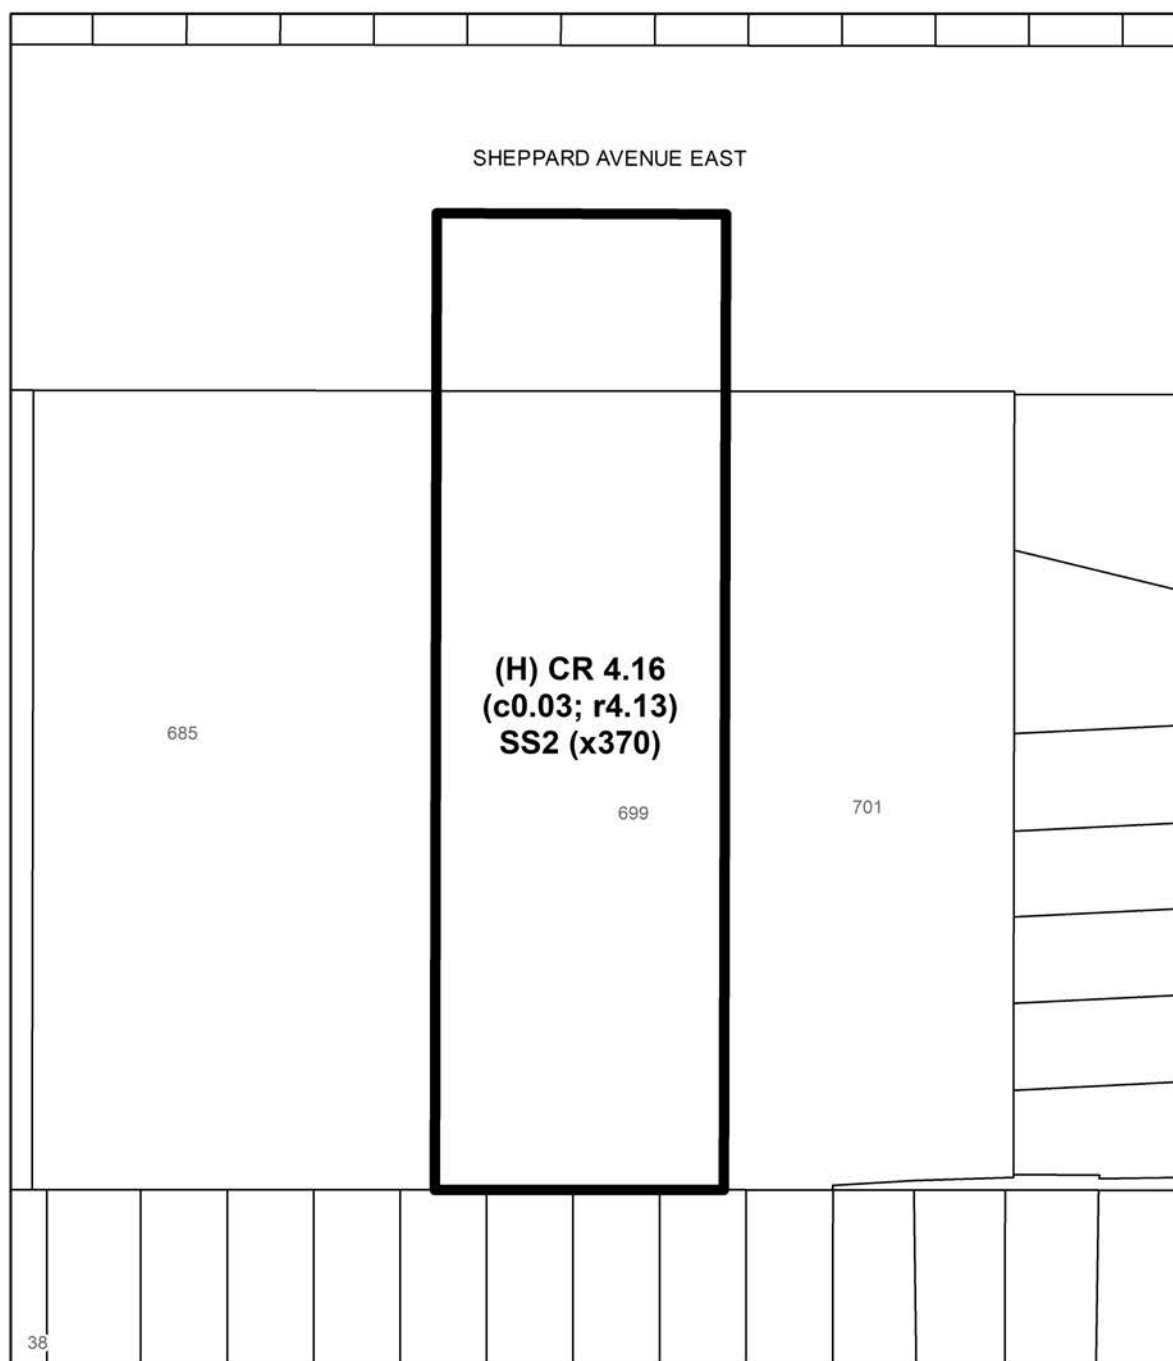 SHEPPARD AVENUE EAST
(H) CR 4.16
(c0.03; r4.13)
SS2 (x370)
685
699
701
38